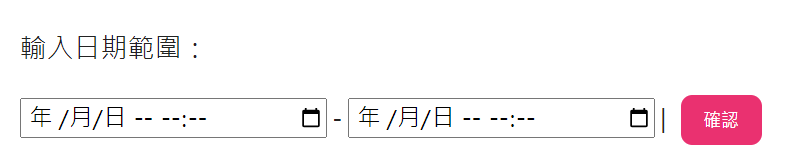 輸入日期範圍：
年 /月/日 -- --:-- - 年 /月/日 -- --:-- | 確認